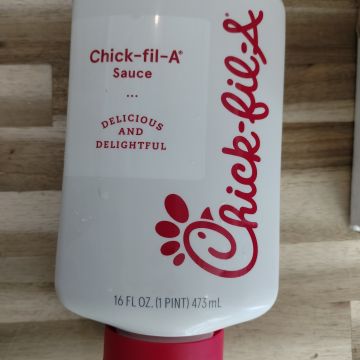 Chick-fil-A®
Sauce
...
DELICIOUS
AND
DELIGHTFUL
Chick-fil-A®
16 FL OZ. (1 PINT) 473 mL